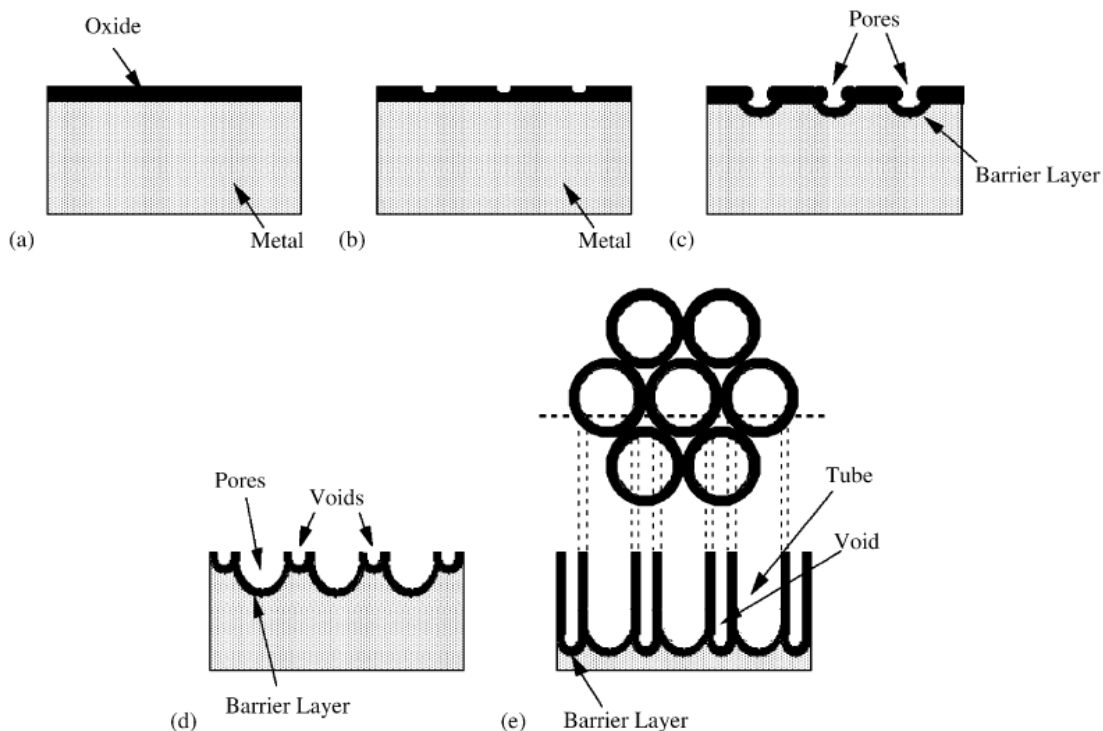 Oxide
Metal
(a)
Metal
(b)
Pores
Barrier Layer
(c)
Pores
Voids
Barrier Layer
(d)
Tube
Void
Barrier Layer
(e)